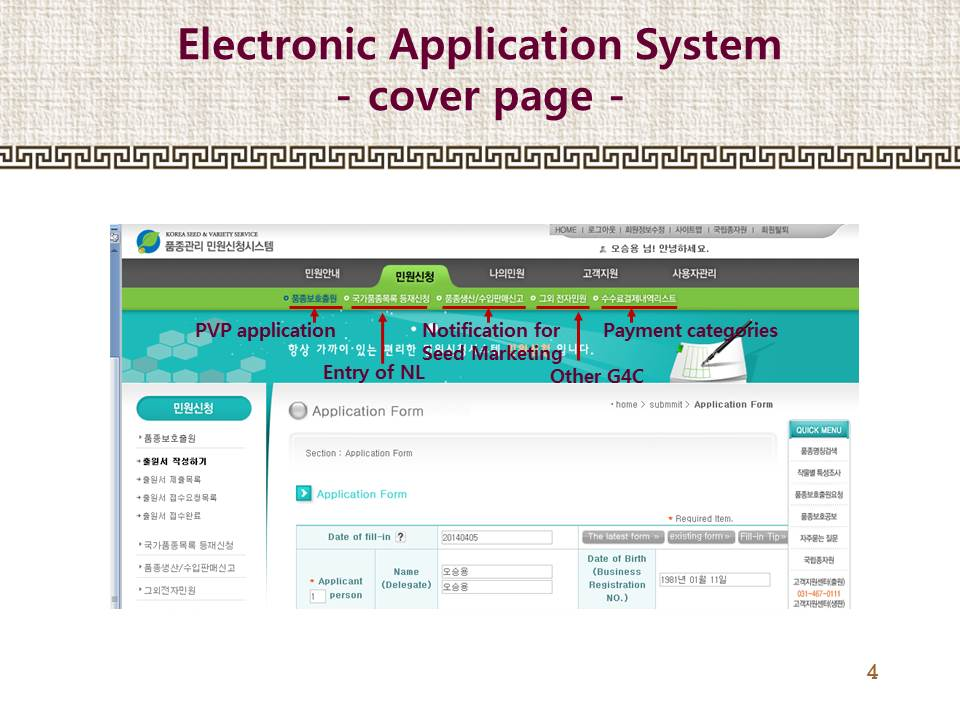 Electronic Application System
- cover page -
KOREA SEED & VARIETY SERVICE
품종관리 민원신청시스템
HOME | 로그아웃 | 회원정보수정 | 사이트맵 | 국립종자원 | 회원탈퇴
오승용 님! 안녕하세요.
민원안내 민원신청 나의민원 고객지원 사용자관리
품종보호출원 국가품종목록 등재신청 품종생산/수입판매신고 그외 전자민원 수수료결제내역리스트
PVP application Notification for Payment categories
Seed Marketing
항상 가까이 있는 편리한
Entry of NL Other G4C
민원신청
Application Form
home > submmit > Application Form
QUICK MENU
품종보호출원
Section : Application Form
품종명칭검색
출원서 작성하기
작물별 특성조사
출원서 제출목록
Application Form
품종보호출원요청
출원서 접수요청목록
출원서 접수완료
* Required Item.
품종보호공보
Date of fill-in ? 20140405 The latest form » existing form » Fill-in Tip »
자주묻는 질문
국가품종목록 등재신청
품종생산/수입판매신고
그외전자민원
* Applicant
1 person
Name
(Delegate)
오승용
오승용
Date of Birth
(Business
Registration
NO.)
1981년 01월 11일
국립종자원
고객지원센터(출원)
031-467-0111
고객지원센터(생판)
4